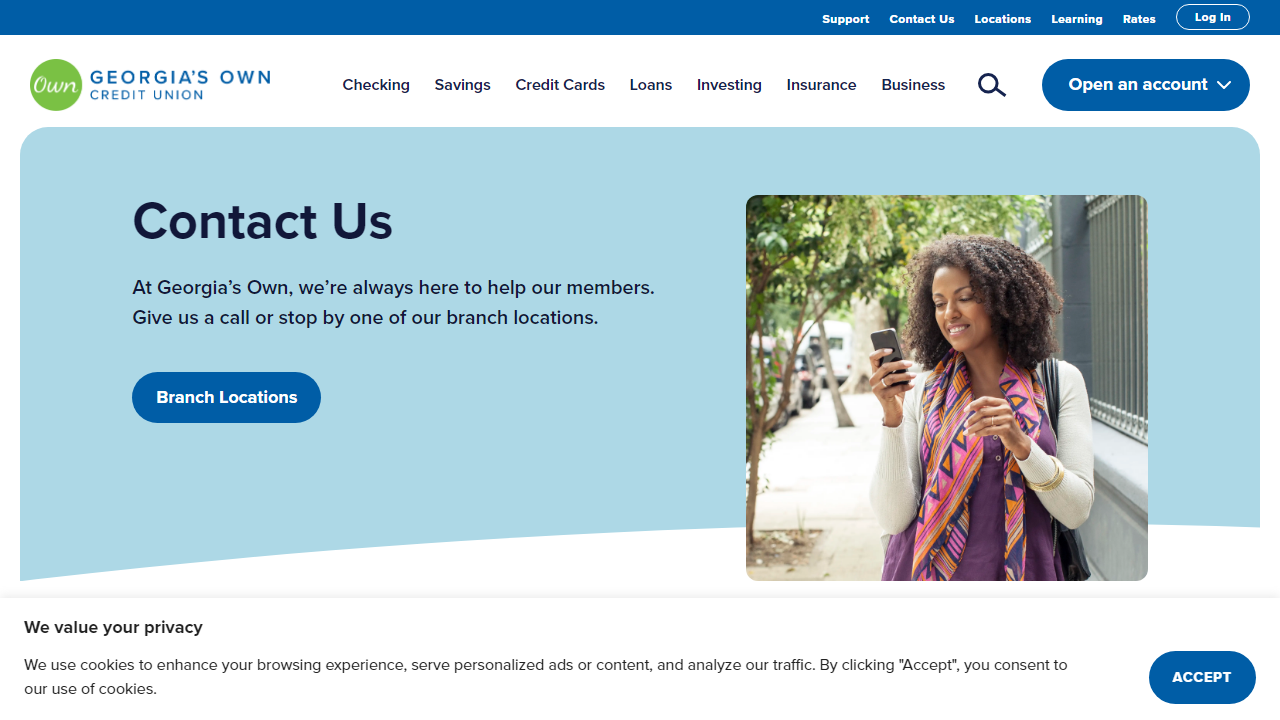 Support Contact Us Locations Learning Rates Log In
Own GEORGIA'S OWN
CREDIT UNION
Checking Savings Credit Cards Loans Investing Insurance Business Open an account
Contact Us
At Georgia’s Own, we’re always here to help our members.
Give us a call or stop by one of our branch locations.
Branch Locations
We value your privacy
We use cookies to enhance your browsing experience, serve personalized ads or content, and analyze our traffic. By clicking "Accept", you consent to
our use of cookies.
ACCEPT